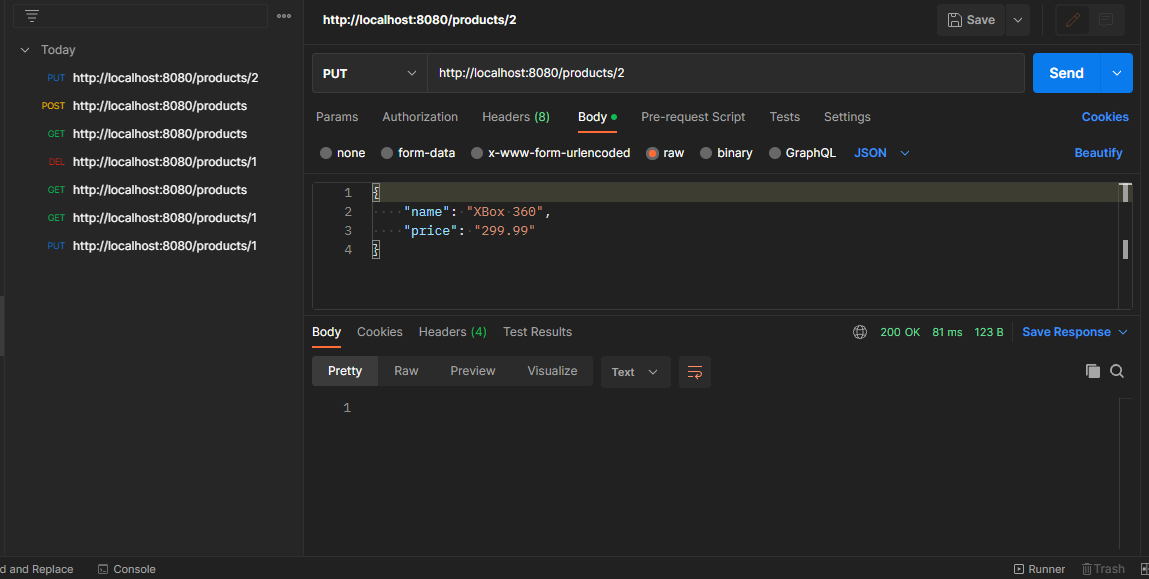 http://localhost:8080/products/2
Save
Today
PUT http://localhost:8080/products/2
POST http://localhost:8080/products
GET http://localhost:8080/products
DEL http://localhost:8080/products/1
GET http://localhost:8080/products
GET http://localhost:8080/products/1
PUT http://localhost:8080/products/1
PUT http://localhost:8080/products/2 Send
Params Authorization Headers (8) Body Pre-request Script Tests Settings Cookies
none form-data x-www-form-urlencoded raw binary GraphQL JSON Beautify
1 {
2 "name": "XBox 360",
3 "price": "299.99"
4 }
Body Cookies Headers (4) Test Results 200 OK 81 ms 123 B Save Response
Pretty Raw Preview Visualize Text
1
d and Replace Console Runner Trash